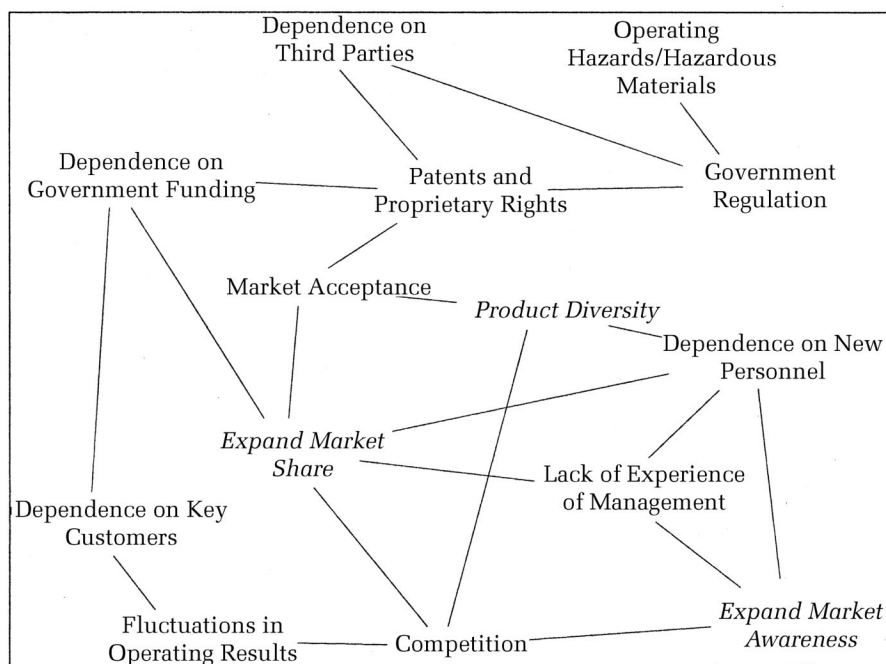 Dependence on
Third Parties
Operating
Hazards/Hazardous
Materials
Dependence on
Government Funding
Patents and
Proprietary Rights
Government
Regulation
Market Acceptance
Product Diversity
Dependence on New
Personnel
Expand Market
Share
Lack of Experience
of Management
Dependence on Key
Customers
Fluctuations in
Operating Results
Competition
Expand Market
Awareness